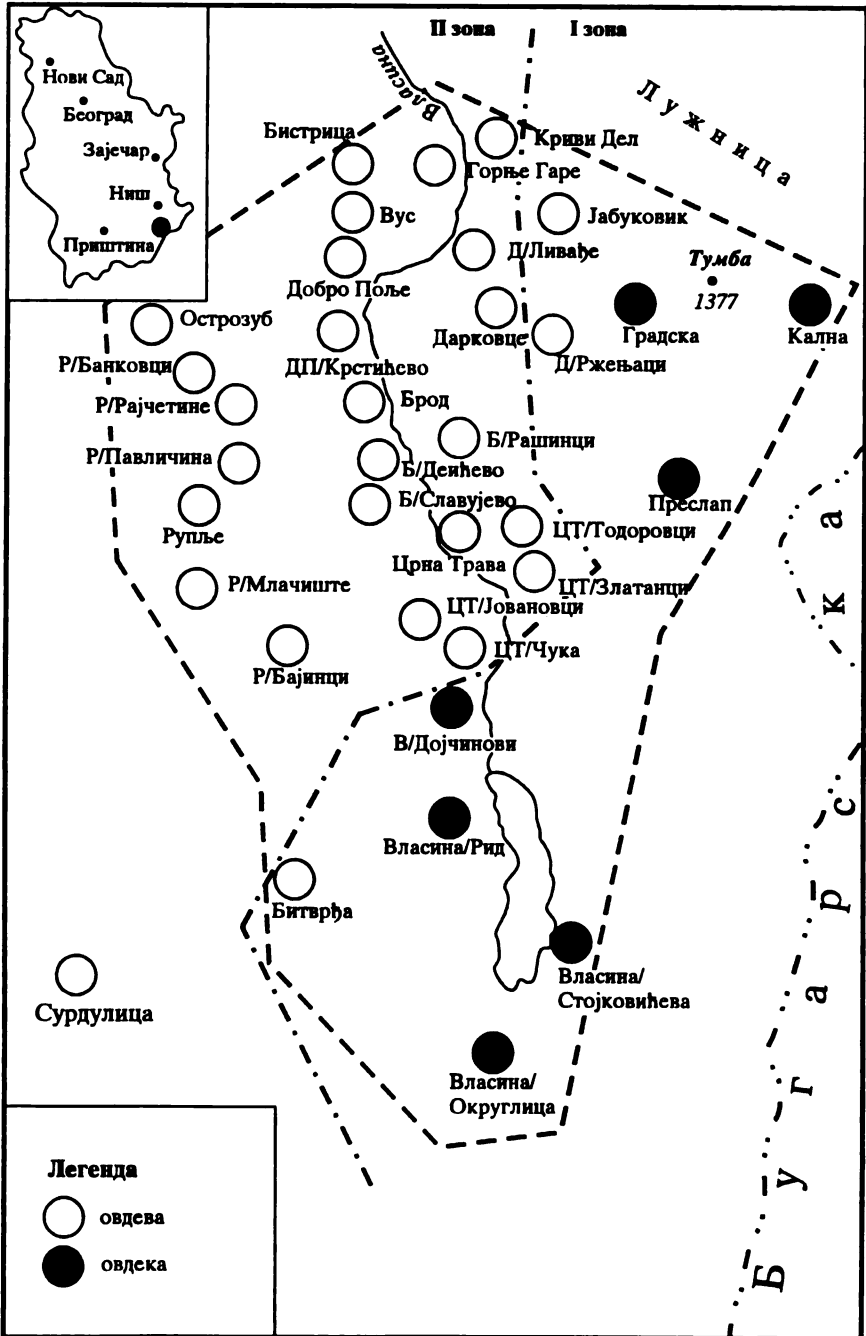 II зона
I зона
Власина
Лужница
Нови Сад
Београд
Зајечар
Ниш
Приштина
Бистрица
Криви Дел
Горње Гаре
Вус
Јабуковик
Д/Ливађе
Тумба
1377
Добро Поље
Острозуб
Дарковце
Градска
Кална
Д/Ржењаци
Р/Банковци
ДП/Крстићево
Р/Рајчетине
Брод
Б/Рашинци
Р/Павличина
Б/Деићево
Б/Славујево
Преслап
Рупље
ЦТ/Тодоровци
Црна Трава
Р/Млачиште
ЦТ/Златанци
ЦТ/Јовановци
ЦТ/Чука
Р/Бајинци
В/Дојчинови
Власина/Рид
Битврђа
Власина/
Стојковићева
Сурдулица
Власина/
Округлица
Бугарска
Легенда
овдева
овдека